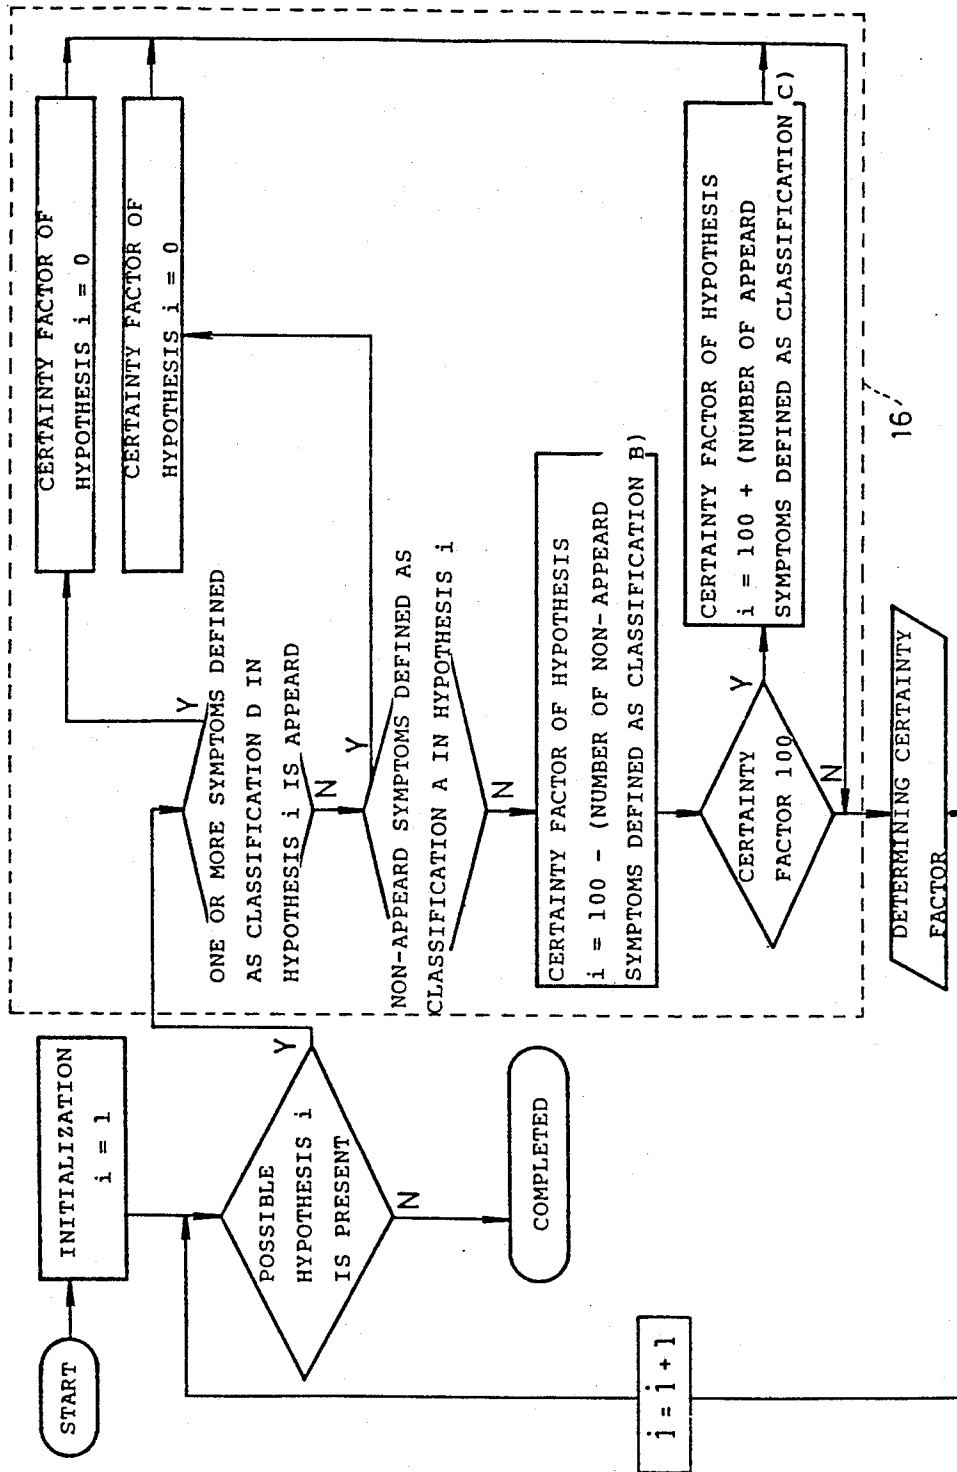 START
INITIALIZATION
i = 1
POSSIBLE
HYPOTHESIS i
IS PRESENT
Y
N
COMPLETED
i = i + 1
ONE OR MORE SYMPTOMS DEFINED
AS CLASSIFICATION D IN
HYPOTHESIS i IS APPEARD
Y
N
CERTAINTY FACTOR OF
HYPOTHESIS i = 0
NON-APPEARD SYMPTOMS DEFINED AS
CLASSIFICATION A IN HYPOTHESIS i
Y
N
CERTAINTY FACTOR OF
HYPOTHESIS i = 0
CERTAINTY FACTOR OF HYPOTHESIS
i = 100 - (NUMBER OF NON-APPEARD
SYMPTOMS DEFINED AS CLASSIFICATION B)
CERTAINTY
FACTOR 100
Y
N
CERTAINTY FACTOR OF HYPOTHESIS
i = 100 + (NUMBER OF APPEARD
SYMPTOMS DEFINED AS CLASSIFICATION C)
16
DETERMINING CERTAINTY
FACTOR